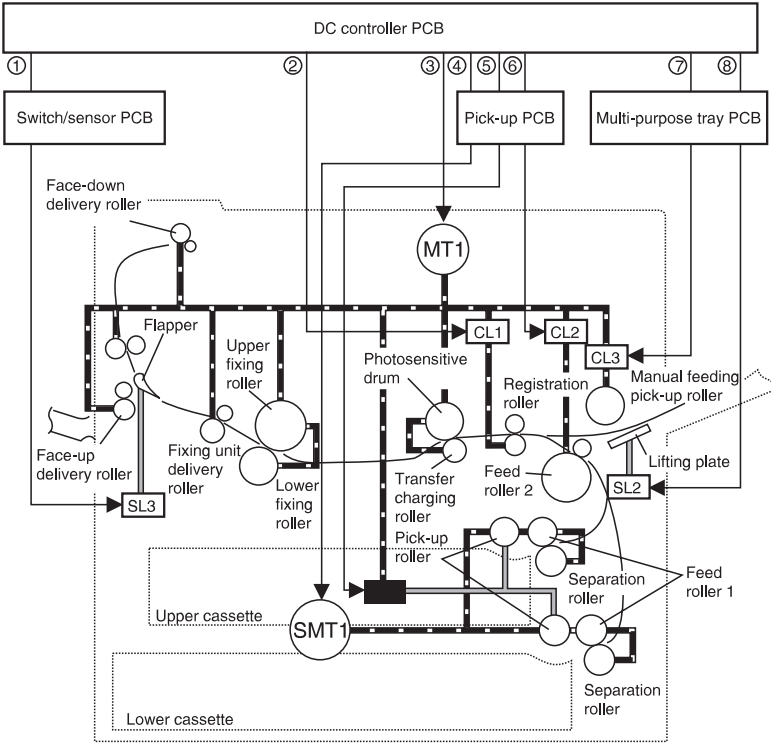 DC controller PCB
① ② ③ ④ ⑤ ⑥ ⑦ ⑧
Switch/sensor PCB
Pick-up PCB
Multi-purpose tray PCB
Face-down
delivery roller
MT1
Flapper
CL1
CL2
CL3
Upper
fixing
roller
Photosensitive
drum
Registration
roller
Manual feeding
pick-up roller
Face-up
delivery roller
Fixing unit
delivery
roller
Lower
fixing
roller
Transfer
charging
roller
Feed
roller 2
Lifting plate
SL3
SL2
Pick-up
roller
Separation
roller
Feed
roller 1
Upper cassette
SMT1
Separation
roller
Lower cassette